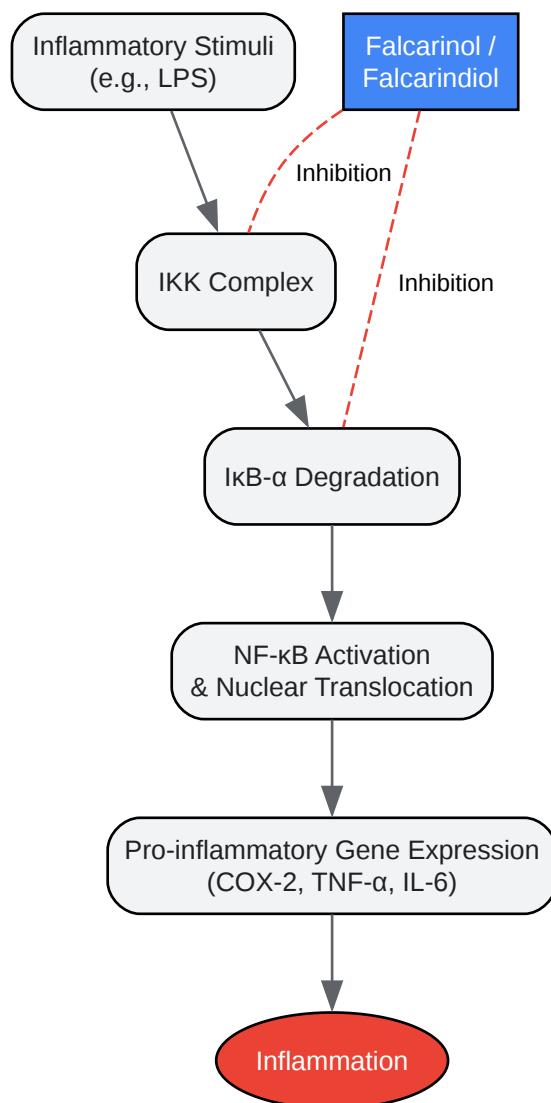 Inflammatory Stimuli
(e.g., LPS)
Falcarinol /
Falcarindiol
Inhibition
IKK Complex
Inhibition
IκB-α Degradation
NF-κB Activation
& Nuclear Translocation
Pro-inflammatory Gene Expression
(COX-2, TNF-α, IL-6)
Inflammation